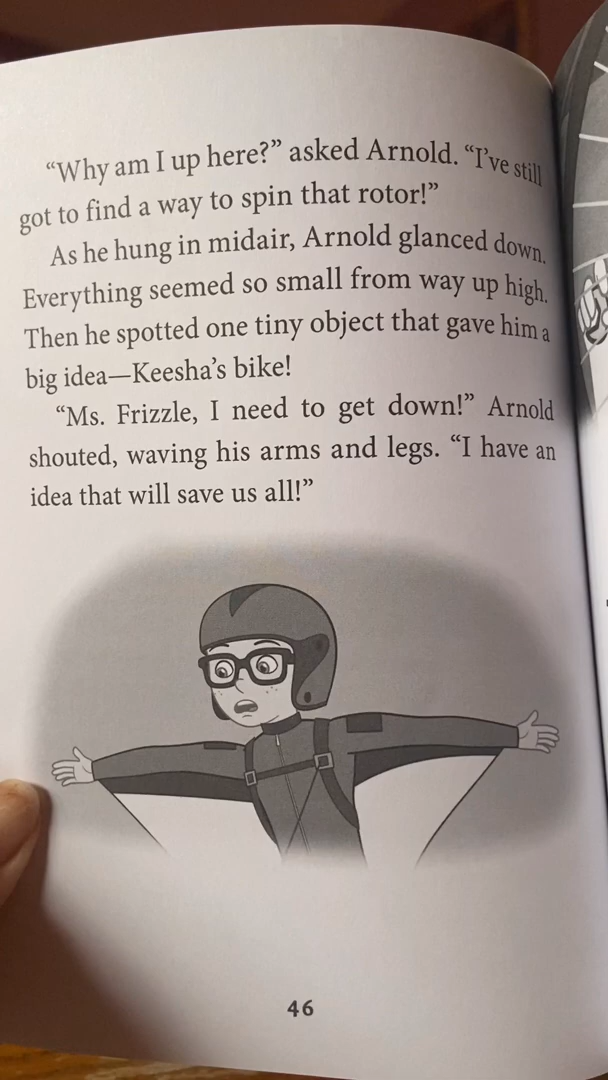 “Why am I up here?” asked Arnold. “I’ve still
got to find a way to spin that rotor!”
As he hung in midair, Arnold glanced down.
Everything seemed so small from way up high.
Then he spotted one tiny object that gave him a
big idea—Keesha’s bike!
“Ms. Frizzle, I need to get down!” Arnold
shouted, waving his arms and legs. “I have an
idea that will save us all!”
46